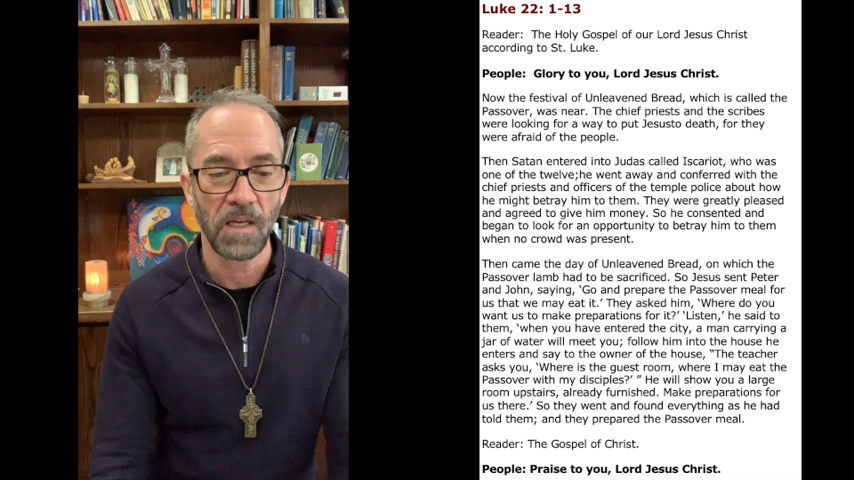 Luke 22: 1-13
Reader:  The Holy Gospel of our Lord Jesus Christ
according to St. Luke.
People:  Glory to you, Lord Jesus Christ.
Now the festival of Unleavened Bread, which is called the
Passover, was near. The chief priests and the scribes
were looking for a way to put Jesusto death, for they
were afraid of the people.
Then Satan entered into Judas called Iscariot, who was
one of the twelve;he went away and conferred with the
chief priests and officers of the temple police about how
he might betray him to them. They were greatly pleased
and agreed to give him money. So he consented and
began to look for an opportunity to betray him to them
when no crowd was present.
Then came the day of Unleavened Bread, on which the
Passover lamb had to be sacrificed. So Jesus sent Peter
and John, saying, ‘Go and prepare the Passover meal for
us that we may eat it.’ They asked him, ‘Where do you
want us to make preparations for it?’ ‘Listen,’ he said to
them, ‘when you have entered the city, a man carrying a
jar of water will meet you; follow him into the house he
enters and say to the owner of the house, “The teacher
asks you, ‘Where is the guest room, where I may eat the
Passover with my disciples?’ ” He will show you a large
room upstairs, already furnished. Make preparations for
us there.’ So they went and found everything as he had
told them; and they prepared the Passover meal.
Reader: The Gospel of Christ.
People: Praise to you, Lord Jesus Christ.